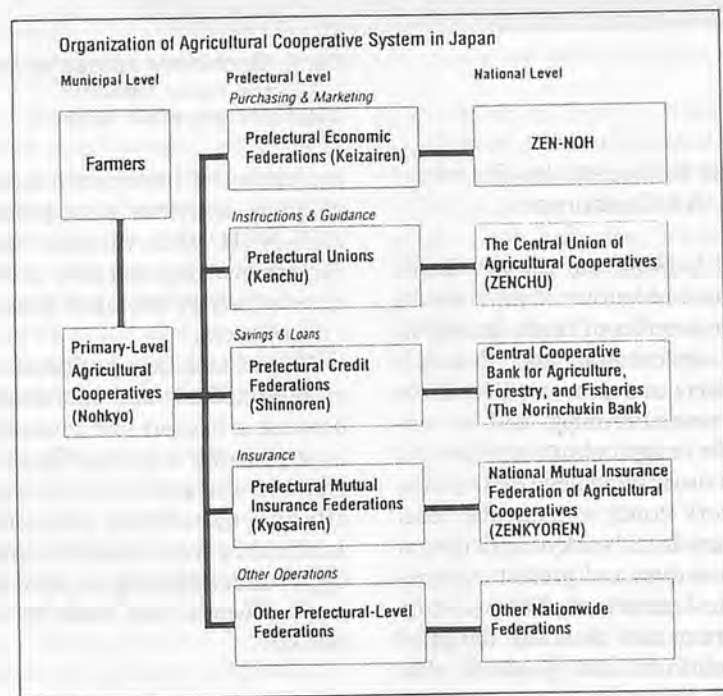 Organization of Agricultural Cooperative System in Japan
Municipal Level
Prefectural Level
National Level
Purchasing & Marketing
Farmers
Prefectural Economic
Federations (Keizairen)
ZEN-NOH
Instructions & Guidance
Prefectural Unions
(Kenchu)
The Central Union of
Agricultural Cooperatives
(ZENCHU)
Primary-Level
Agricultural
Cooperatives
(Nohkyo)
Savings & Loans
Prefectural Credit
Federations
(Shinnoren)
Central Cooperative
Bank for Agriculture,
Forestry, and Fisheries
(The Norinchukin Bank)
Insurance
Prefectural Mutual
Insurance Federations
(Kyosairen)
National Mutual Insurance
Federation of Agricultural
Cooperatives
(ZENKYOREN)
Other Operations
Other Prefectural-Level
Federations
Other Nationwide
Federations